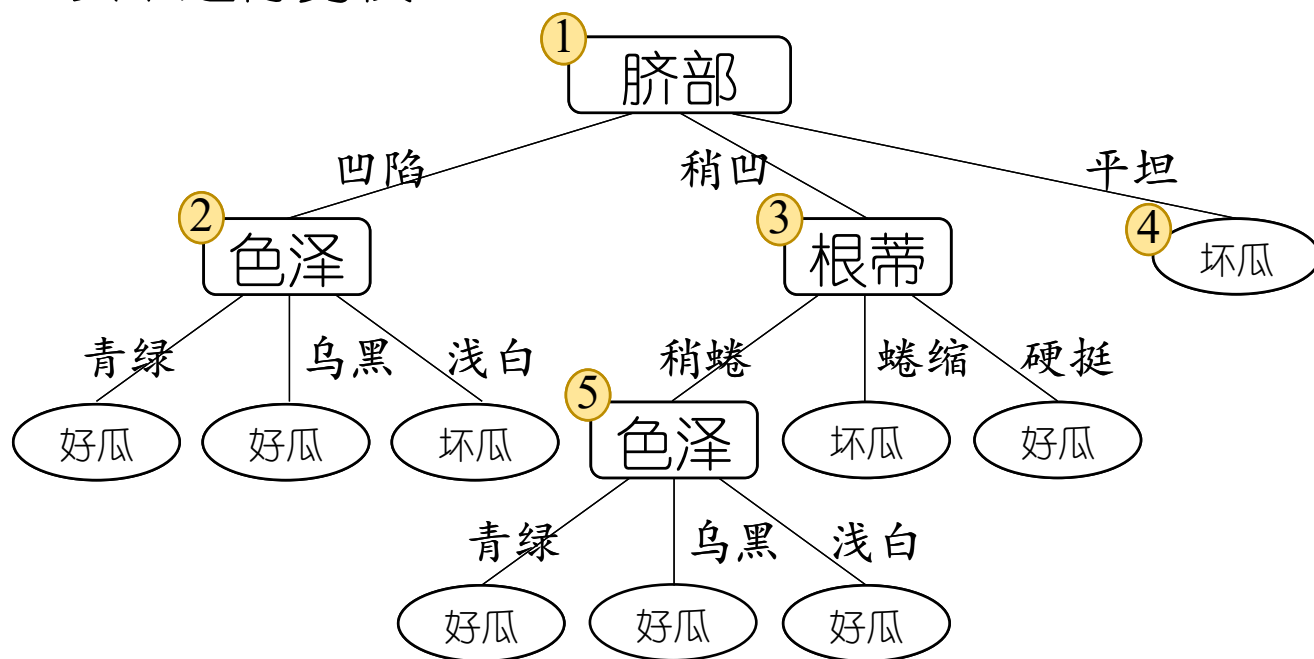 1
脐部
凹陷 稍凹 平坦
2 3 4
色泽 根蒂 坏瓜
青绿 乌黑 浅白 稍蜷 蜷缩 硬挺
5
好瓜 好瓜 坏瓜 色泽 坏瓜 好瓜
青绿 乌黑 浅白
好瓜 好瓜 好瓜